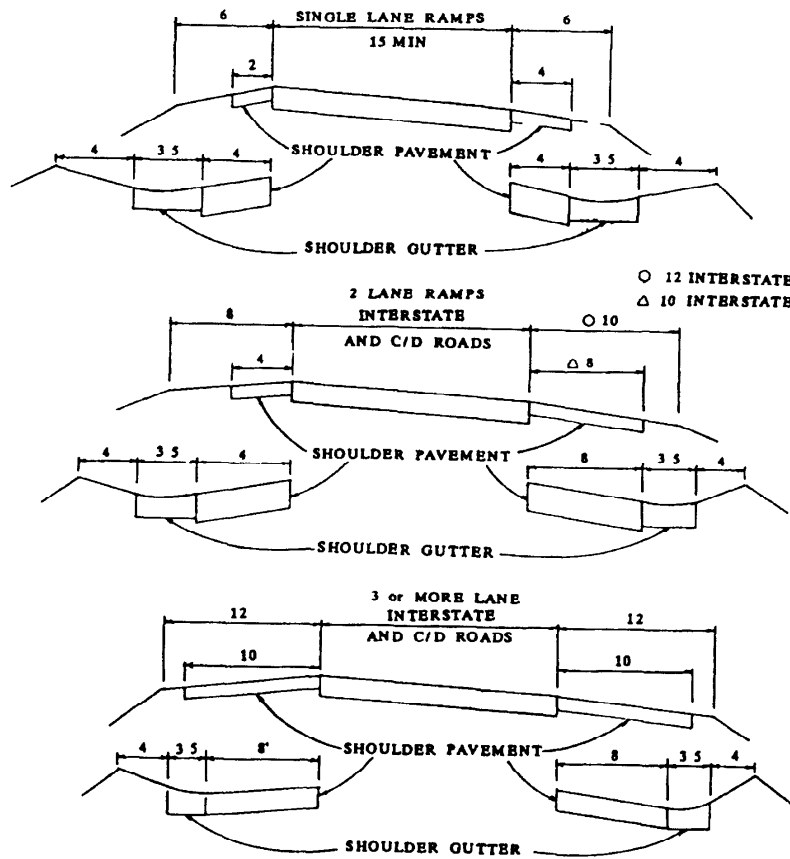 SINGLE LANE RAMPS
6
6
15 MIN
2
4
SHOULDER PAVEMENT
4
3 5
4
4
3 5
4
SHOULDER GUTTER
○ 12 INTERSTATE
△ 10 INTERSTATE
2 LANE RAMPS
INTERSTATE
AND C/D ROADS
8
○ 10
4
△ 8
SHOULDER PAVEMENT
4
3 5
4
8
3 5
4
SHOULDER GUTTER
3 or MORE LANE
INTERSTATE
AND C/D ROADS
12
12
10
10
SHOULDER PAVEMENT
4
3 5
8'
8
3 5
4
SHOULDER GUTTER